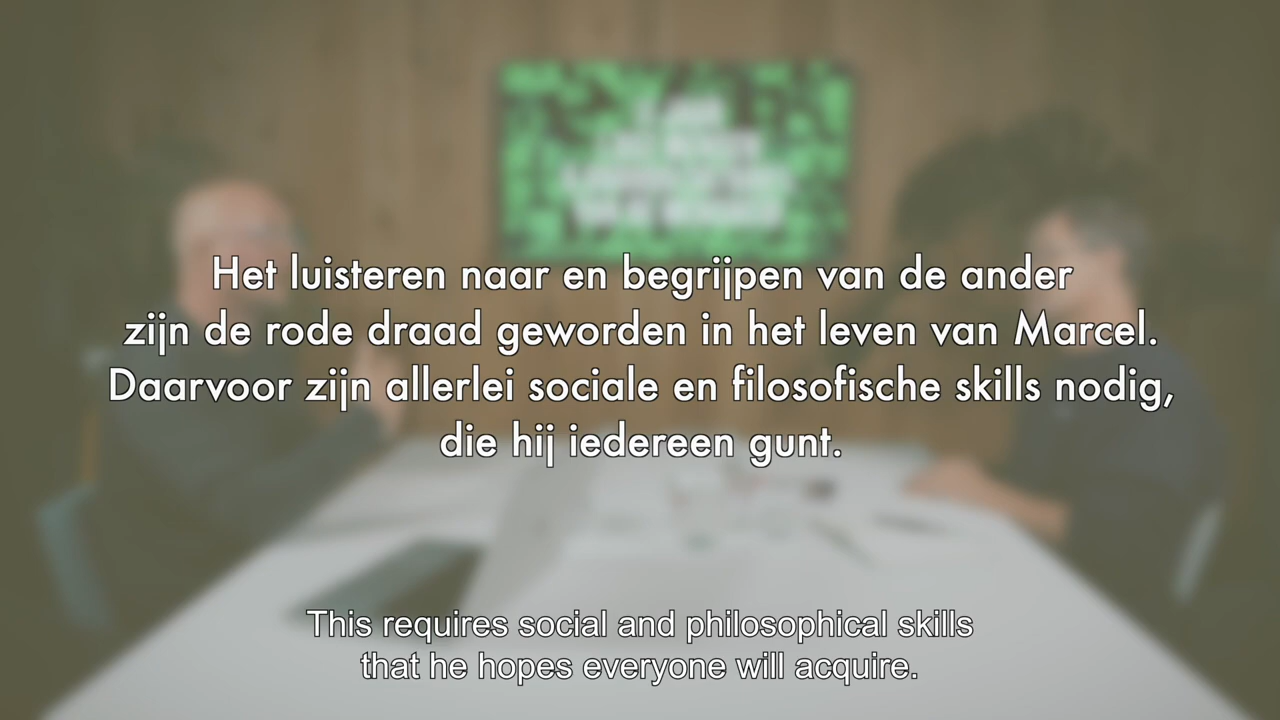 Het luisteren naar en begrijpen van de ander
zijn de rode draad geworden in het leven van Marcel.
Daarvoor zijn allerlei sociale en filosofische skills nodig,
die hij iedereen gunt.
This requires social and philosophical skills
that he hopes everyone will acquire.